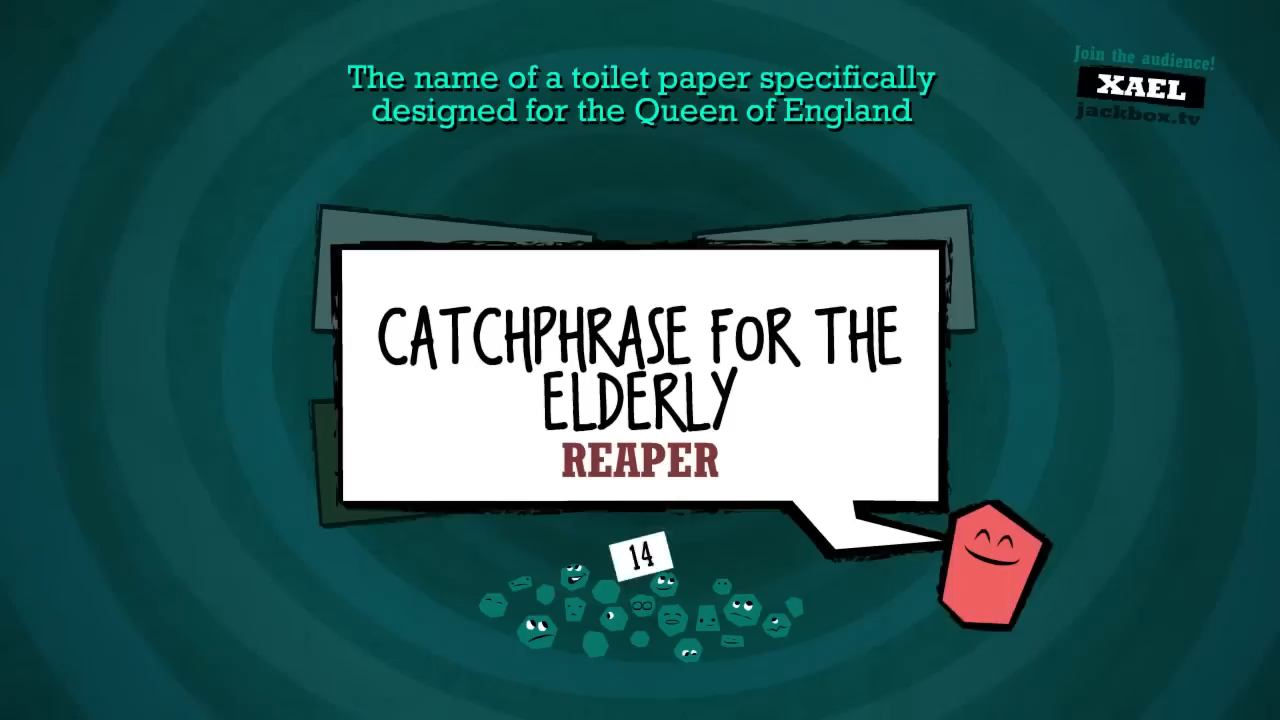 The name of a toilet paper specifically
designed for the Queen of England
Join the audience!
XAEL
jackbox.tv
CATCHPHRASE FOR THE
ELDERLY
REAPER
14